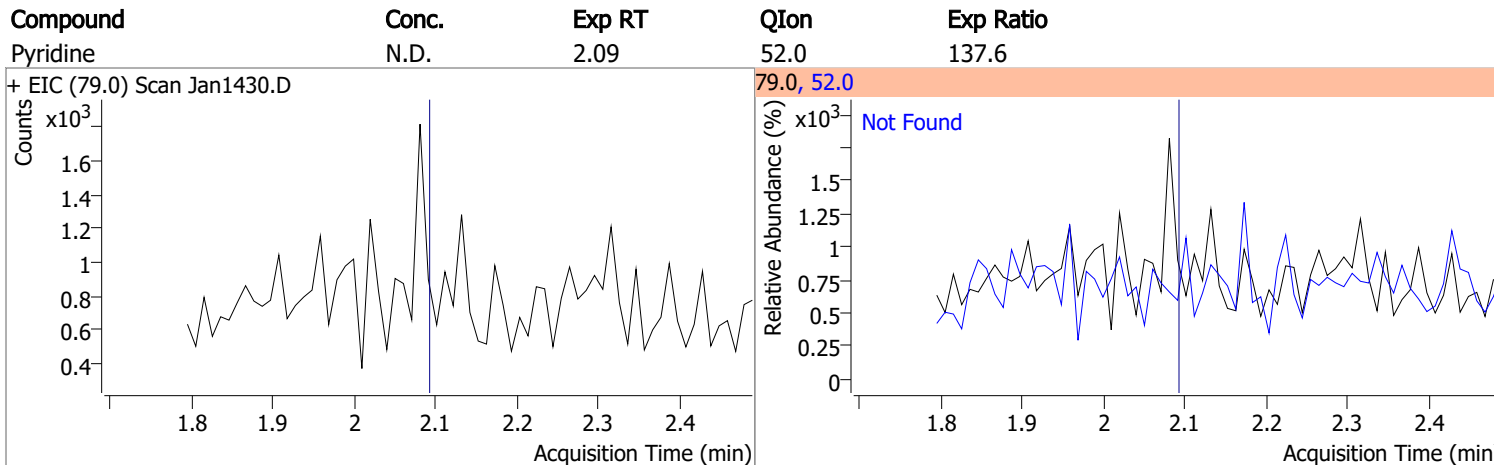 Compound Conc. Exp RT QIon Exp Ratio
Pyridine N.D. 2.09 52.0 137.6
+ EIC (79.0) Scan Jan1430.D
Counts
x10³
1.6
1.4
1.2
1
0.8
0.6
0.4
1.8 1.9 2 2.1 2.2 2.3 2.4
Acquisition Time (min)
79.0, 52.0
Relative Abundance (%)
x10³
Not Found
1.5
1.25
1
0.75
0.5
0.25
0
1.8 1.9 2 2.1 2.2 2.3 2.4
Acquisition Time (min